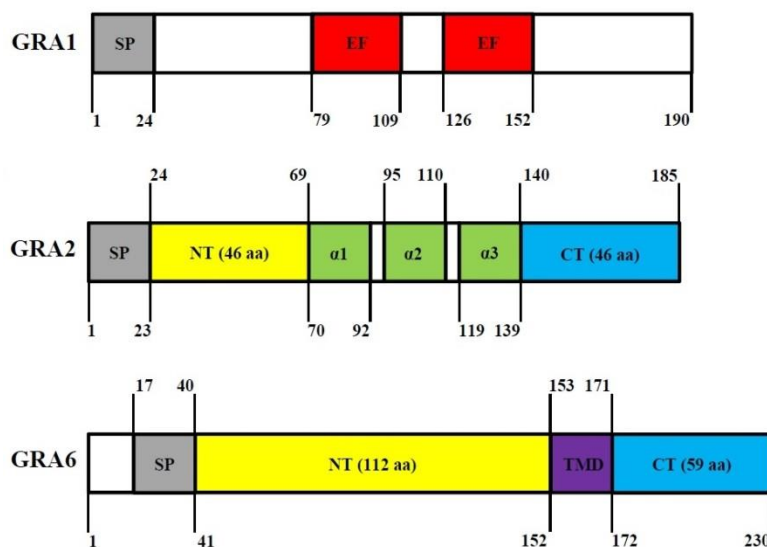 GRA1
SP
EF
EF
1
24
79
109
126
152
190
24
69
95
110
140
185
GRA2
SP
NT (46 aa)
α1
α2
α3
CT (46 aa)
1
23
70
92
119
139
17
40
153
171
GRA6
SP
NT (112 aa)
TMD
CT (59 aa)
1
41
152
172
230